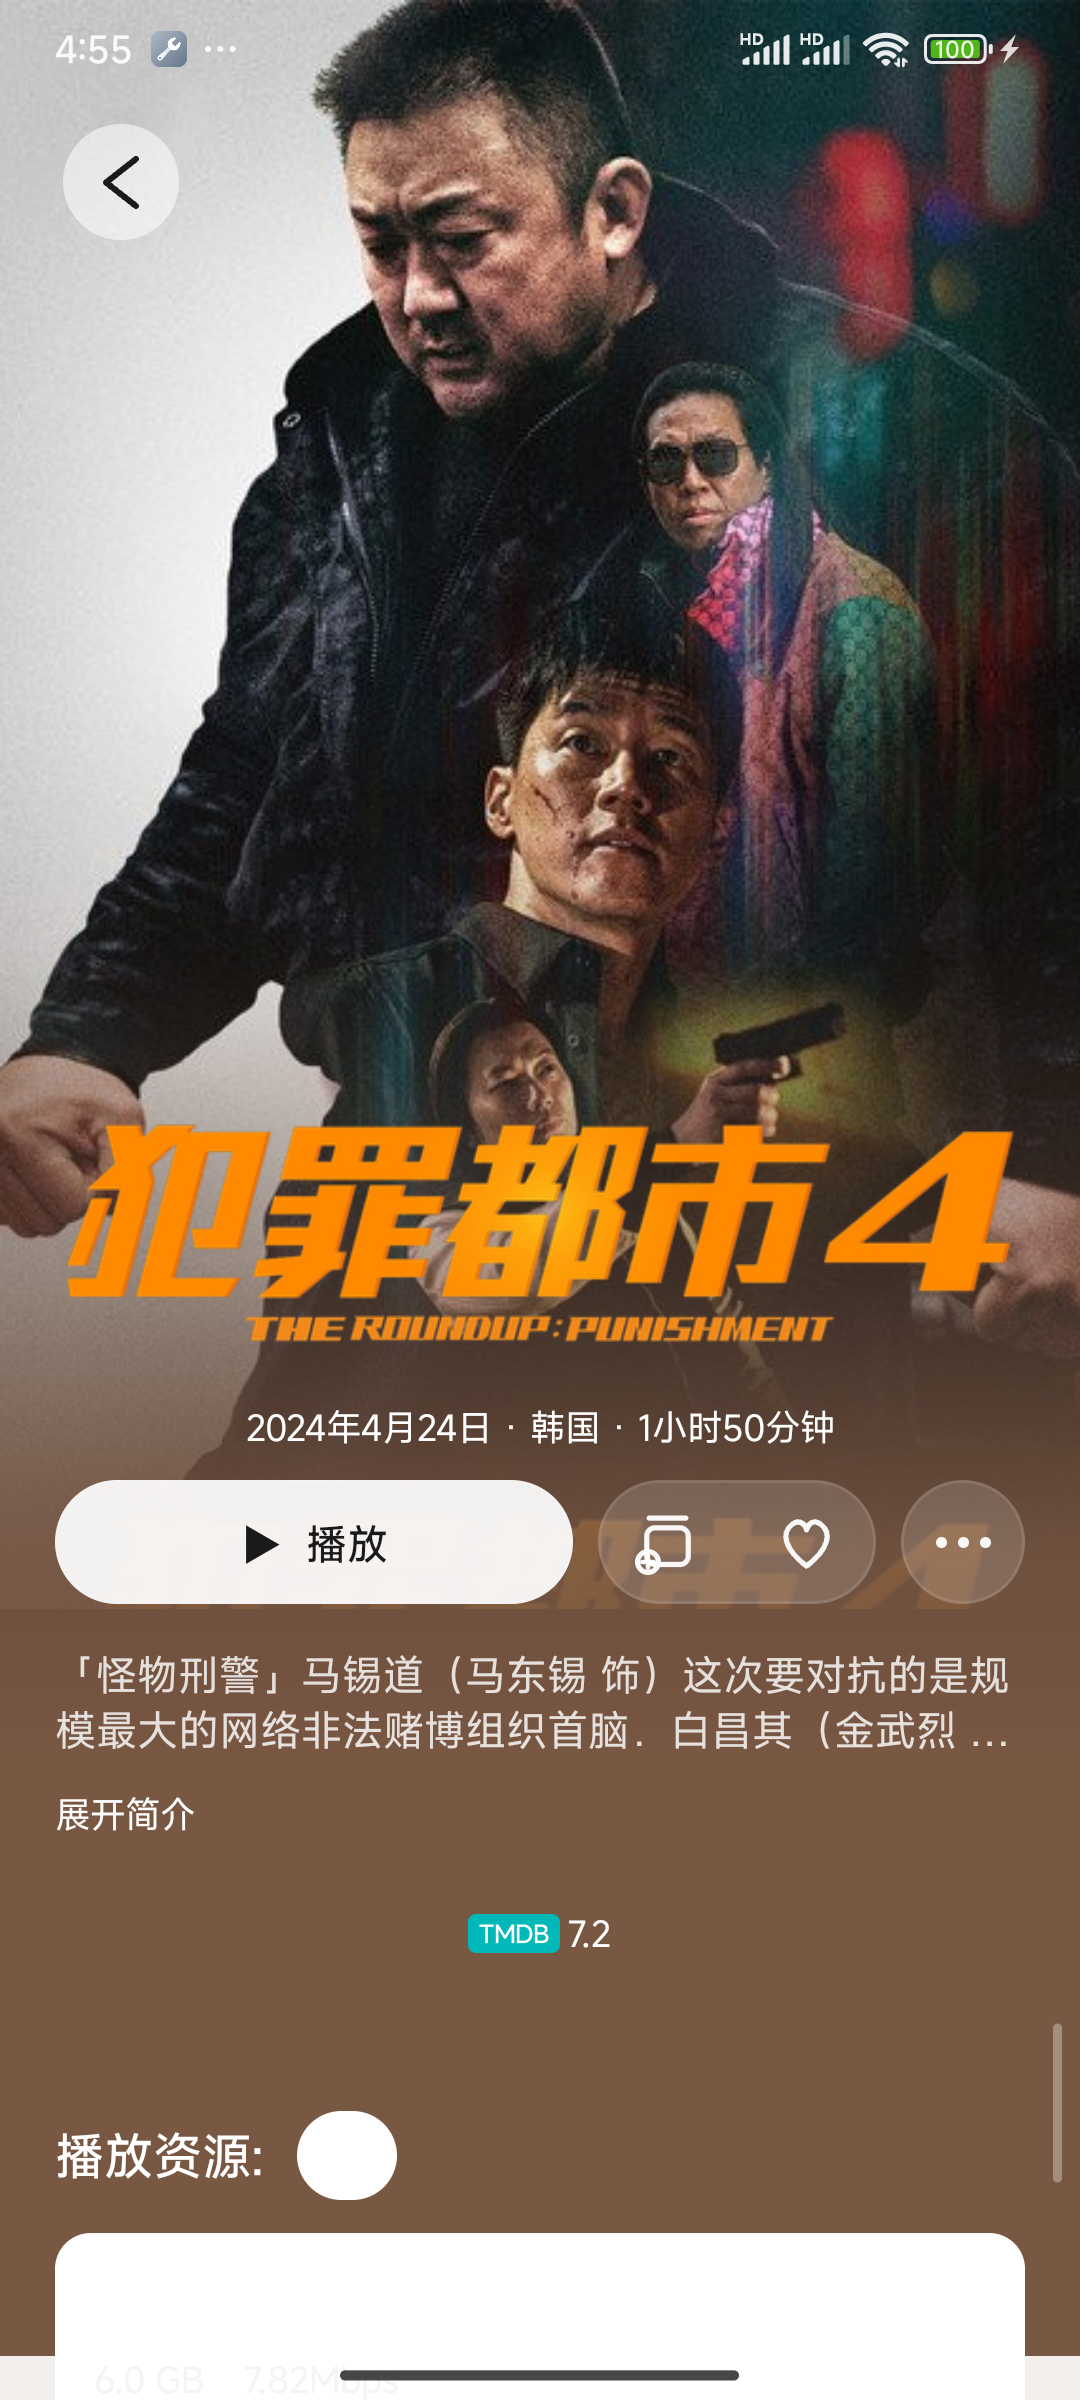 4:55
HD HD 100
犯罪都市4
THE ROUNDUP:PUNISHMENT
2024年4月24日 · 韩国 · 1小时50分钟
播放
「怪物刑警」马锡道（马东锡 饰）这次要对抗的是规
模最大的网络非法赌博组织首脑．白昌其（金武烈 ...
展开简介
TMDB 7.2
播放资源:
6.0 GB 7.82Mbps